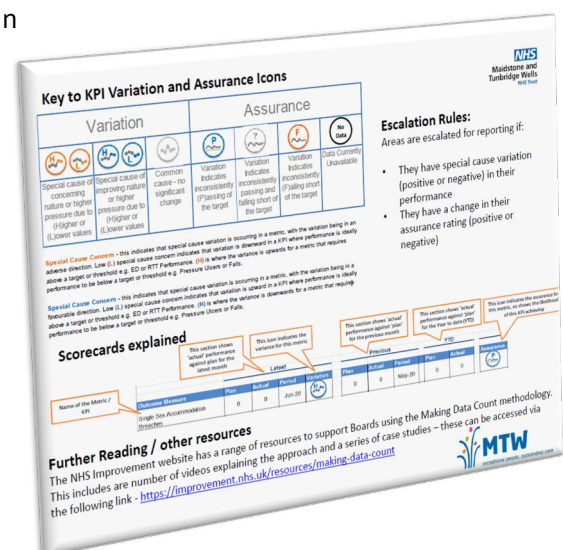 n
NHS
Maidstone and
Tunbridge Wells
NHS Trust
Key to KPI Variation and Assurance Icons
Variation
Assurance
H L
H L
P
?
F
No
Data
Special cause of
concerning
nature or higher
pressure due to
(H)igher or
(L)ower values
Special Cause of
improving nature
or higher
pressure due to
(H)igher or
(L)ower values
Common
cause - no
significant
change
Variation
indicates
inconsistently
(P)assing of
the target
Variation
indicates
inconsistently
passing and
falling short of
the target
Variation
indicates
inconsistently
(F)alling short
of the target
Data Currently
Unavailable
Escalation Rules:
Areas are escalated for reporting if:
• They have special cause variation
(positive or negative) in their
performance
• They have a change in their
assurance rating (positive or
negative)
Special Cause Concern - this indicates that special cause variation is occurring in a metric, with the variation being in an
adverse direction. Low (L) special cause concern indicates that variation is downward in a KPI where performance is ideally
above a target or threshold e.g. ED or RTT Performance. (H) is where the variance is upwards for a metric that requires
performance to be below a target or threshold e.g. Pressure Ulcers or Falls.
Special Cause Concern - this indicates that special cause variation is occurring in a metric, with the variation being in a
favourable direction. Low (L) special cause concern indicates that variation is upward in a KPI where performance is ideally
above a target or threshold e.g. ED or RTT Performance. (H) is where the variance is downwards for a metric that requires
performance to be below a target or threshold e.g. Pressure Ulcers or Falls.
Scorecards explained
This section shows
'actual' performance
against plan for the
latest month
This icon indicates the
variance for this metric
This section shows 'actual'
performance against 'plan'
for the previous month
This section shows 'actual'
performance against 'plan'
for the Year to date (YTD)
This icon indicates the assurance for
this metric, so shows the likelihood
of this KPI achieving
Name of the Metric /
KPI
Latest
Previous
YTD
Outcome Measure Plan Actual Period Variation Plan Actual Period Plan Actual Assurance
Single Sex Accommodation
Breaches
0 0 Jun-20 H 0 0 May-20 0 0 P
Further Reading / other resources
The NHS Improvement website has a range of resources to support Boards using the Making Data Count methodology.
This includes are number of videos explaining the approach and a series of case studies – these can be accessed via
the following link - https://improvement.nhs.uk/resources/making-data-count
MTW
exceptional people, outstanding care